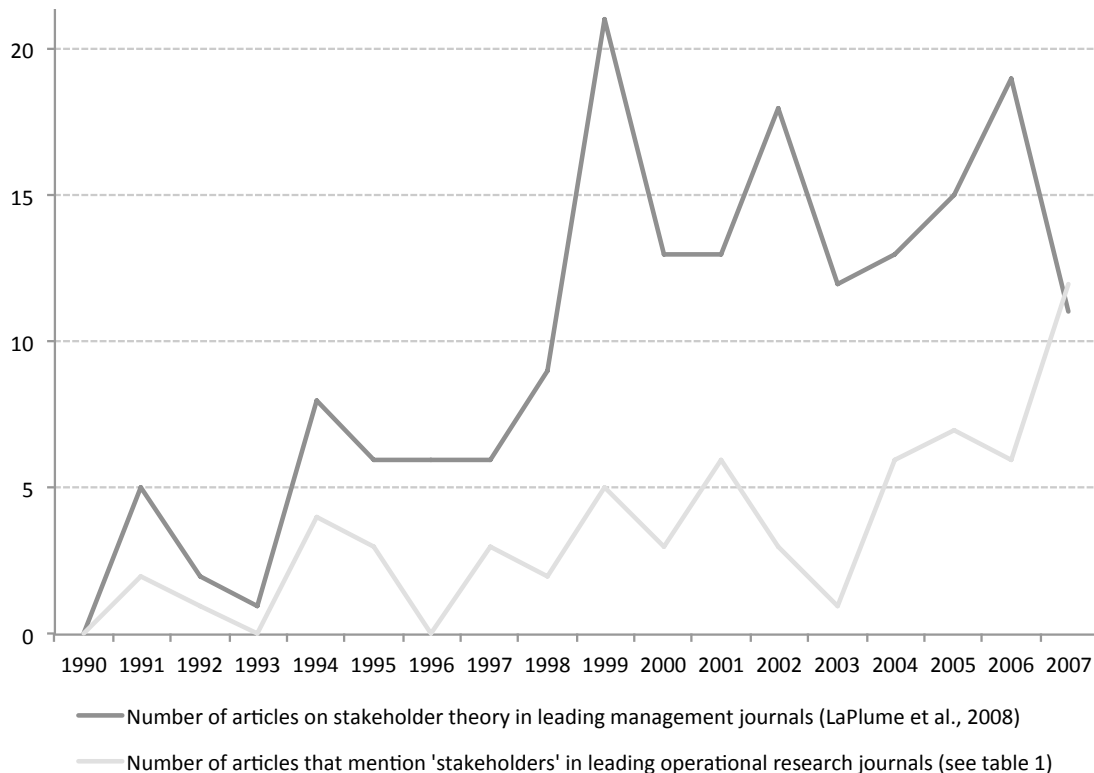 20
15
10
5
0
1990 1991 1992 1993 1994 1995 1996 1997 1998 1999 2000 2001 2002 2003 2004 2005 2006 2007
Number of articles on stakeholder theory in leading management journals (LaPlume et al., 2008)
Number of articles that mention 'stakeholders' in leading operational research journals (see table 1)